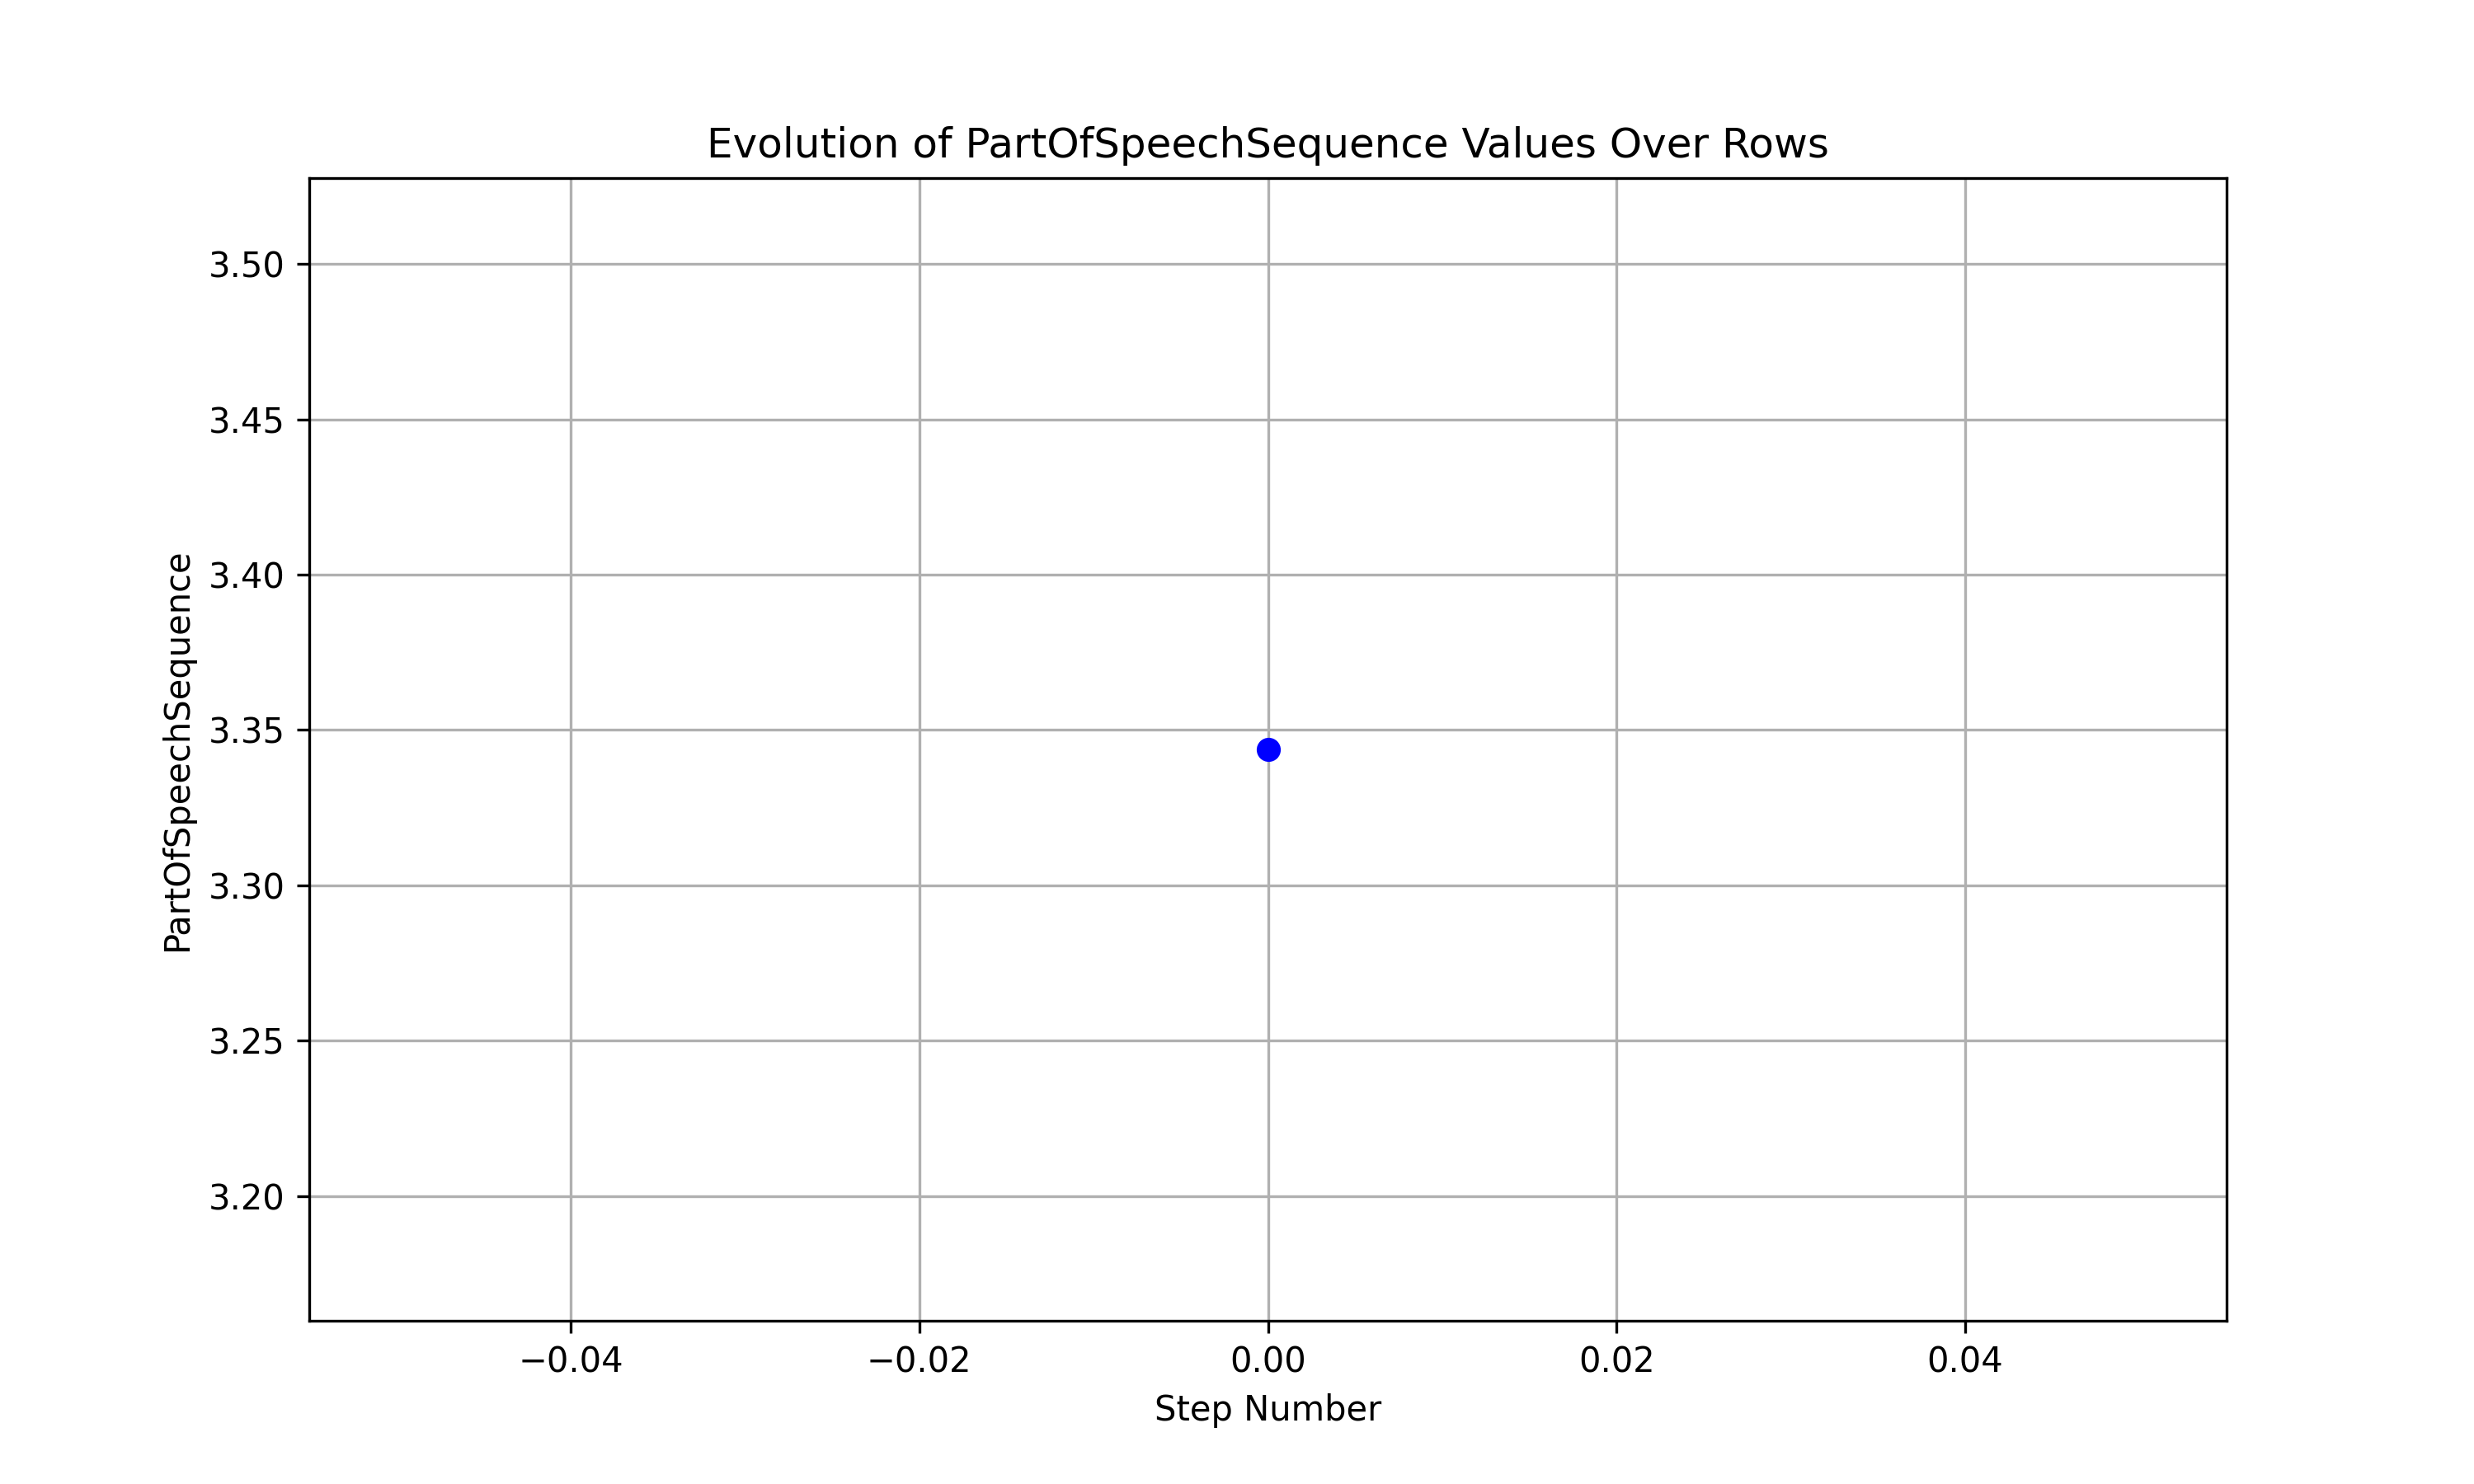 Evolution of PartOfSpeechSequence Values Over Rows
PartOfSpeechSequence
3.50
3.45
3.40
3.35
3.30
3.25
3.20
−0.04 −0.02 0.00 0.02 0.04
Step Number